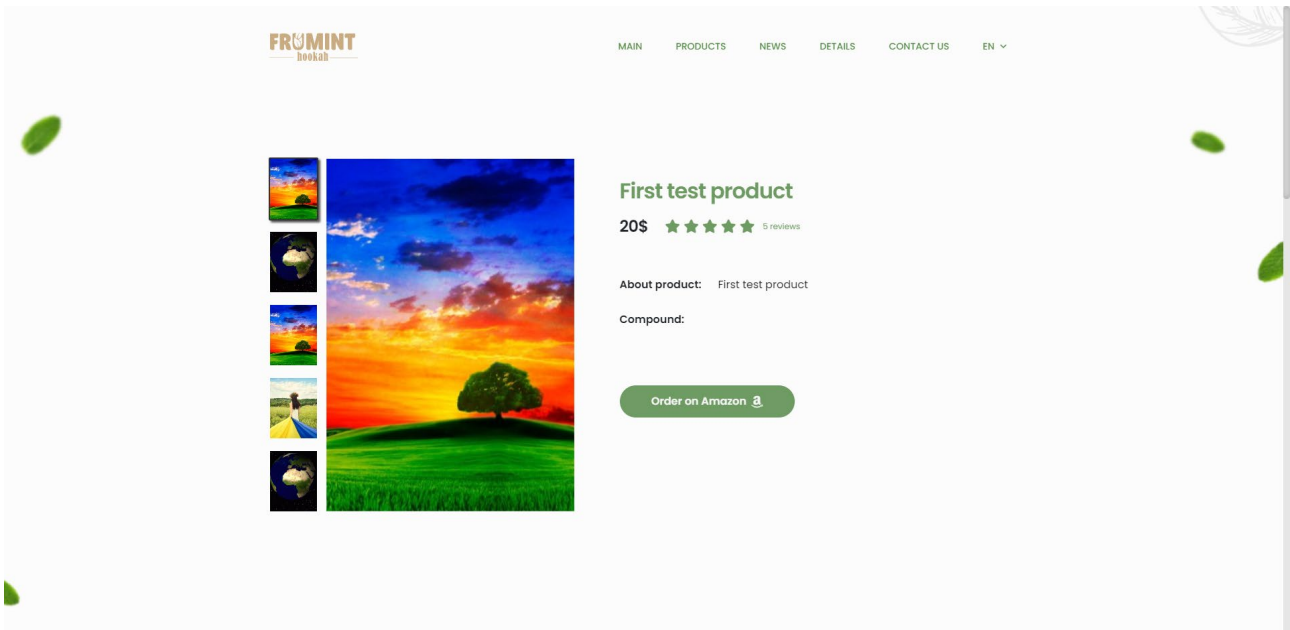 FRUMINT
hookah
MAIN PRODUCTS NEWS DETAILS CONTACT US EN
First test product
20$ 5 reviews
About product: First test product
Compound:
Order on Amazon